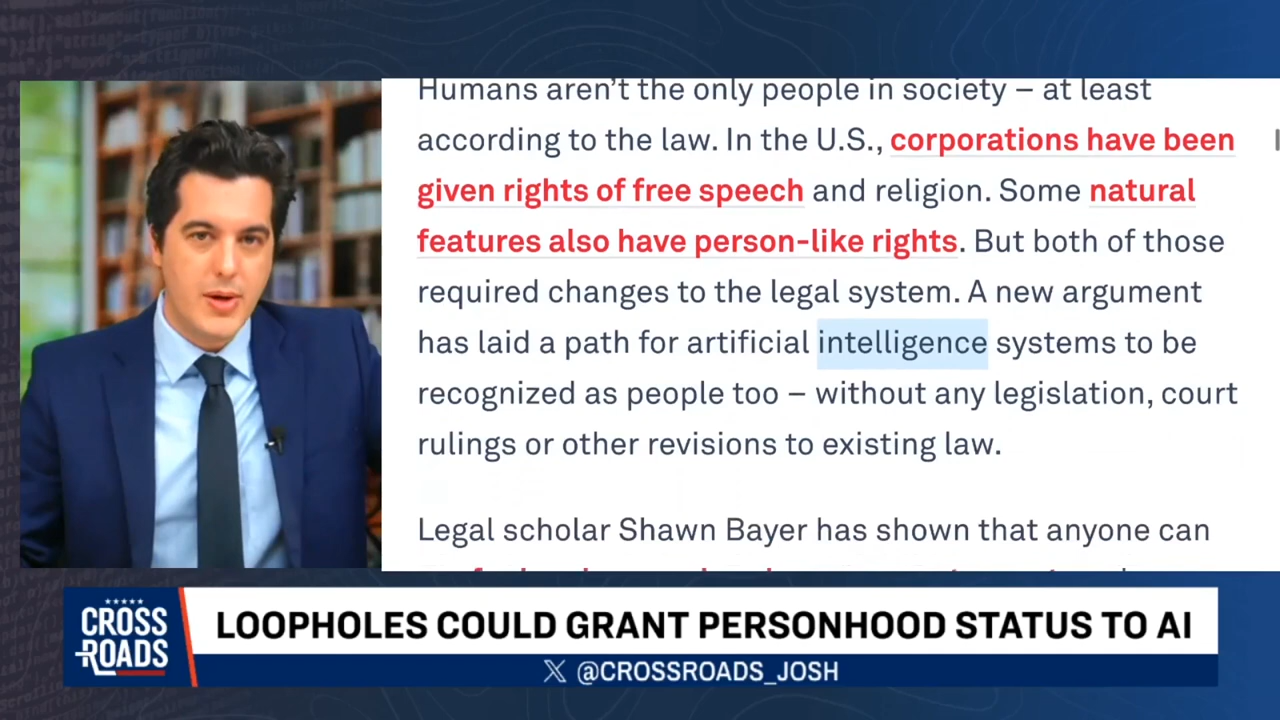 Humans aren't the only people in society – at least
according to the law. In the U.S., corporations have been
given rights of free speech and religion. Some natural
features also have person-like rights. But both of those
required changes to the legal system. A new argument
has laid a path for artificial intelligence systems to be
recognized as people too – without any legislation, court
rulings or other revisions to existing law.
Legal scholar Shawn Bayer has shown that anyone can
CROSS
ROADS
LOOPHOLES COULD GRANT PERSONHOOD STATUS TO AI
X @CROSSROADS_JOSH